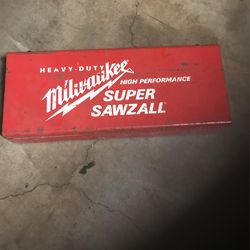 HEAVY-DUTY
Milwaukee
HIGH PERFORMANCE
SUPER
SAWZALL